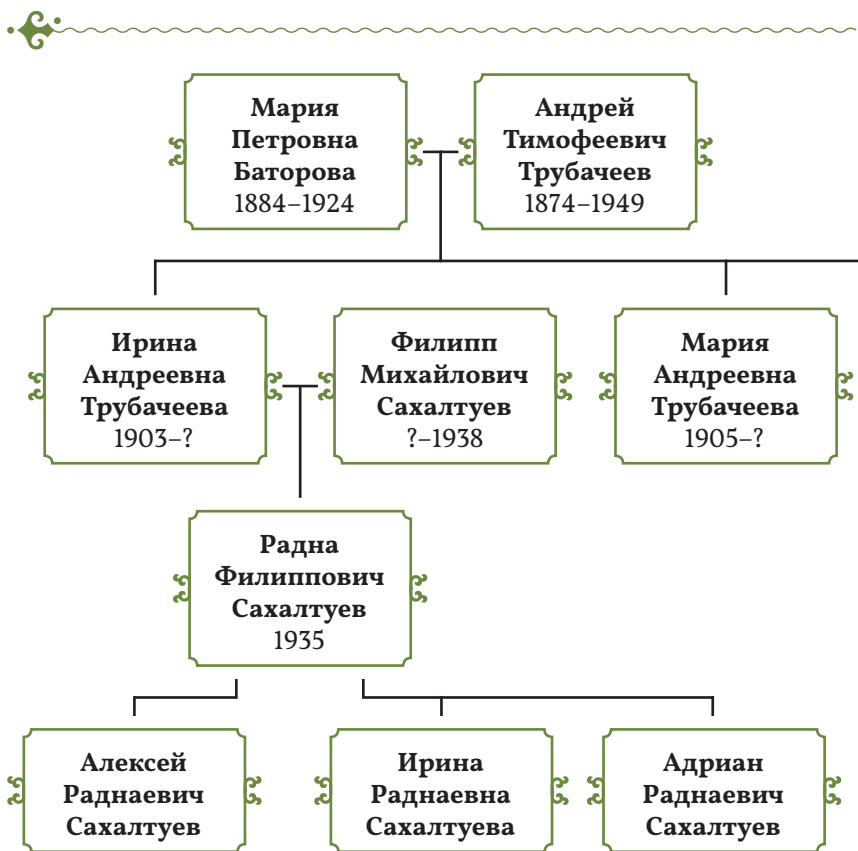 Мария
Петровна
Баторова
1884–1924
Андрей
Тимофеевич
Трубачеев
1874–1949
Ирина
Андреевна
Трубачеева
1903–?
Филипп
Михайлович
Сахалтуев
?–1938
Мария
Андреевна
Трубачеева
1905–?
Радна
Филиппович
Сахалтуев
1935
Алексей
Раднаевич
Сахалтуев
Ирина
Раднаевна
Сахалтуева
Адриан
Раднаевич
Сахалтуев